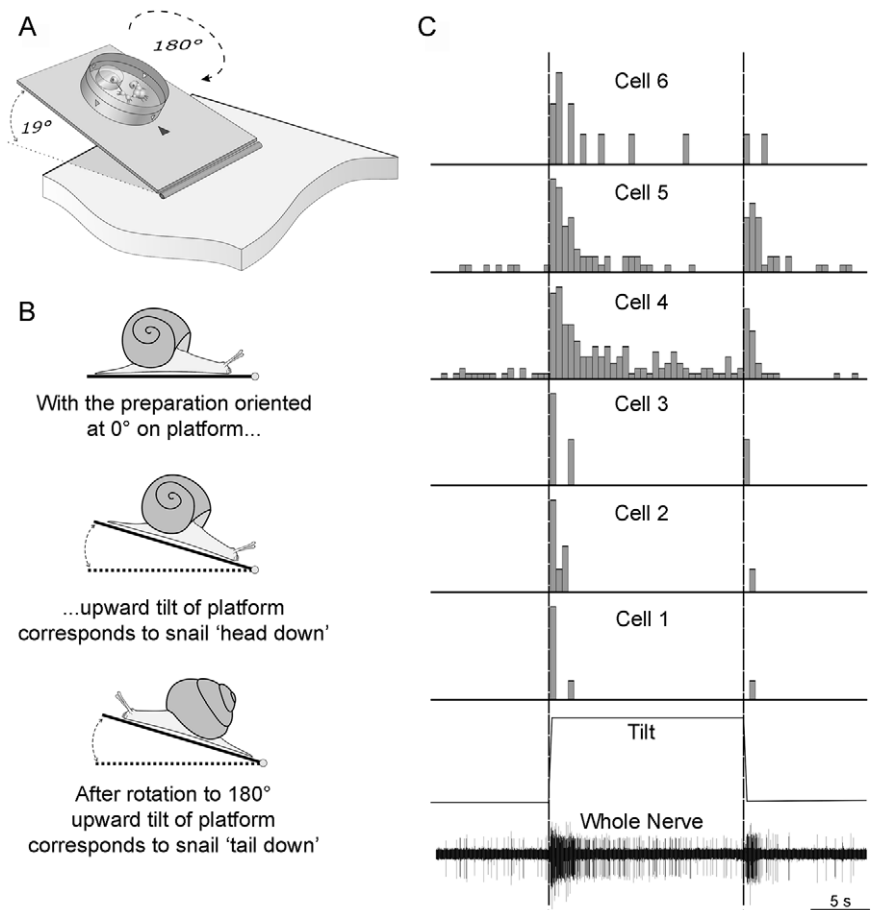 A
180°
19°
B
With the preparation oriented
at 0° on platform...
...upward tilt of platform
corresponds to snail ‘head down’
After rotation to 180°
upward tilt of platform
corresponds to snail ‘tail down’
C
Cell 6
Cell 5
Cell 4
Cell 3
Cell 2
Cell 1
Tilt
Whole Nerve
5 s